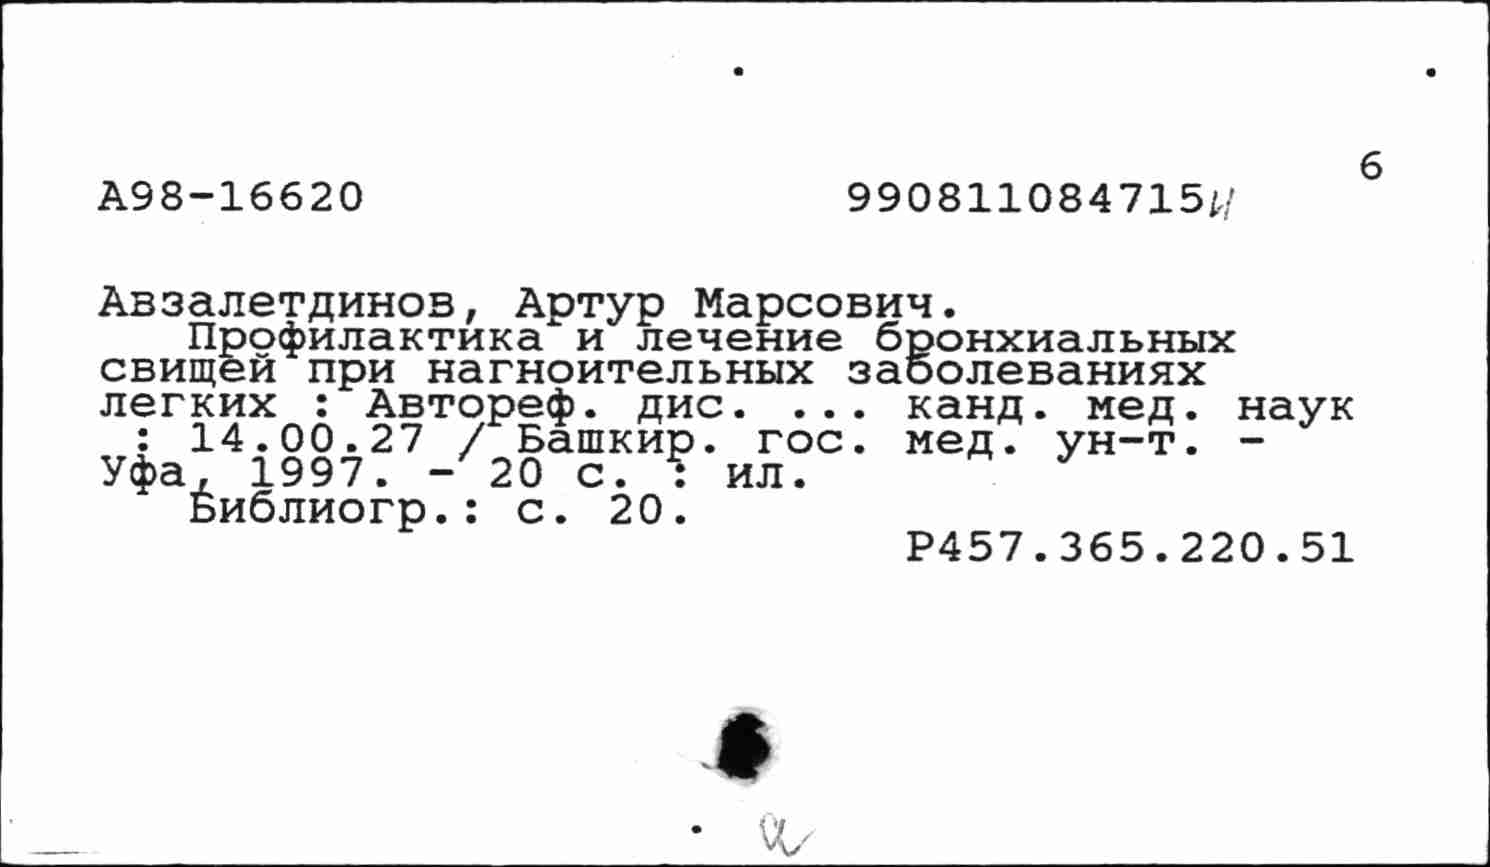 6
А98-16620 990811084715и
Авзалетдинов, Артур Марсович.
Профилактика и лечение бронхиальных
свищей при нагноительных заболеваниях
легких : Автореф. дис. ... канд. мед. наук
: 14.00.27 / Башкир. гос. мед. ун-т. -
Уфа, 1997. - 20 с. : ил.
Библиогр.: с. 20.
Р457.365.220.51